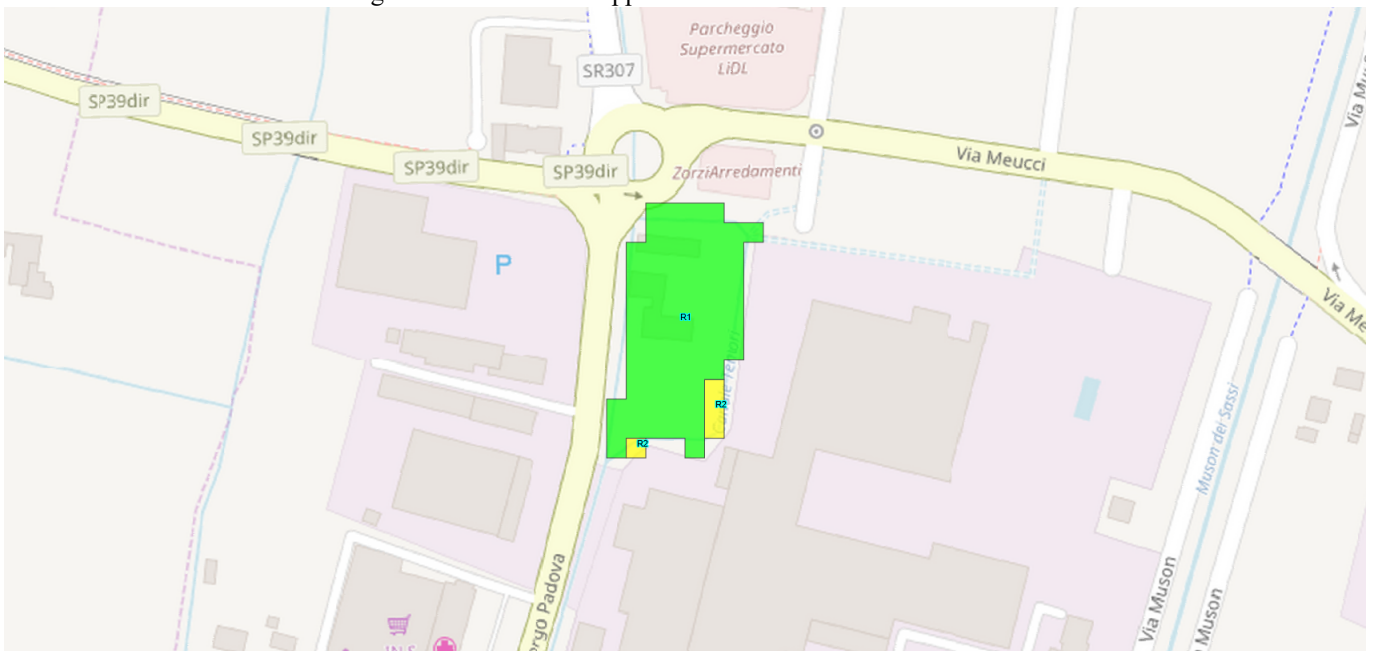 Parcheggio
Supermercato
LiDL
SR307
SP39dir
SP39dir
SP39dir
SP39dir
ZorziArredamenti
Via Meucci
P
R1
R2
R2
Muson dei Sassi
Via Muson
Muson
Via Me